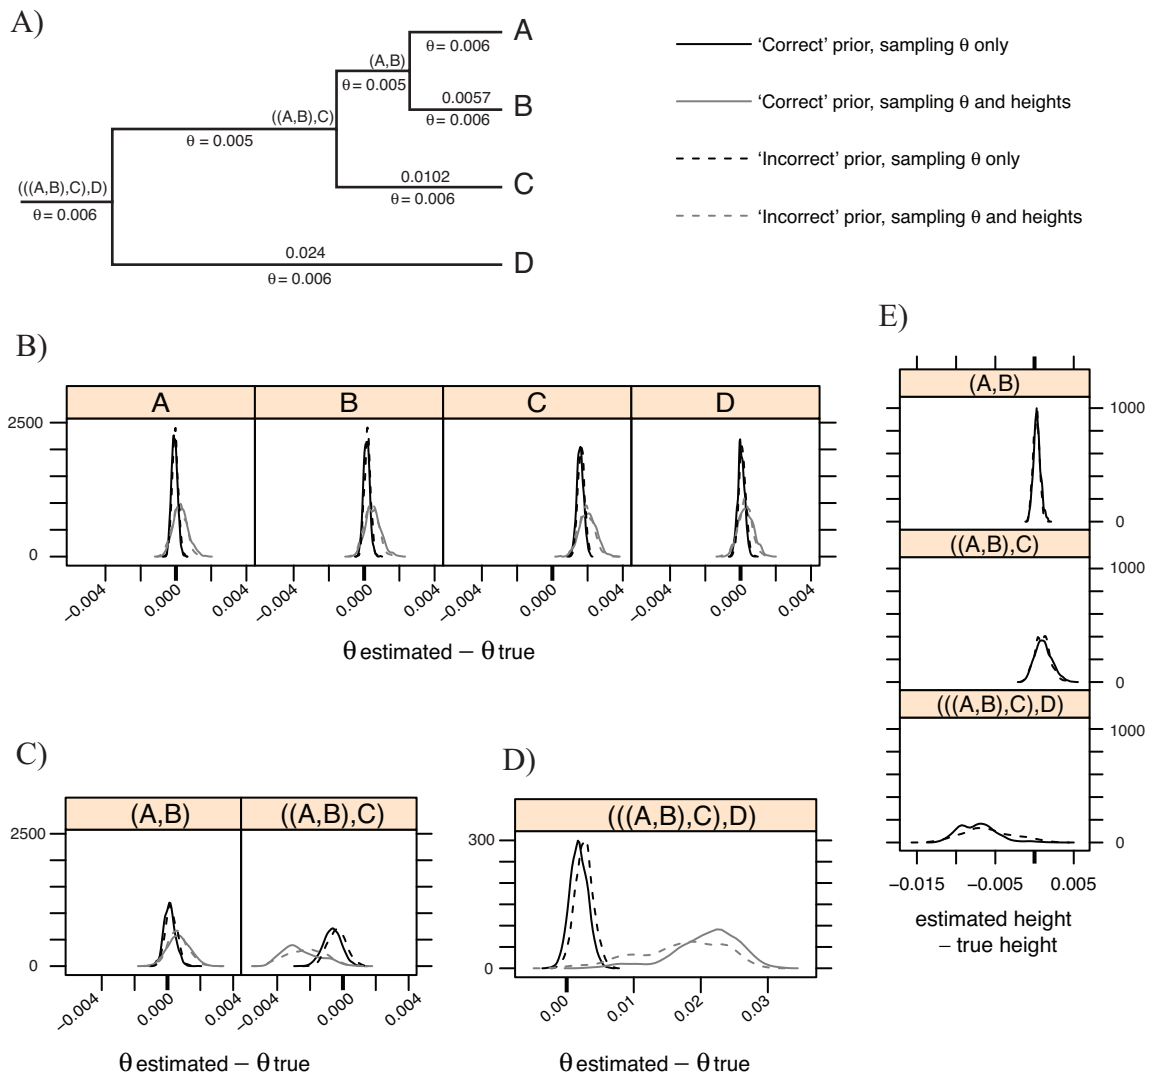 A)
A
θ = 0.006
(A,B)
θ = 0.005
0.0057
B
θ = 0.006
((A,B),C)
θ = 0.005
0.0102
C
θ = 0.006
(((A,B),C),D)
θ = 0.006
0.024
D
θ = 0.006
‘Correct’ prior, sampling θ only
‘Correct’ prior, sampling θ and heights
‘Incorrect’ prior, sampling θ only
‘Incorrect’ prior, sampling θ and heights
B)
A B C D
2500
0
−0.004 0.000 0.004 −0.004 0.000 0.004 −0.004 0.000 0.004 −0.004 0.000 0.004
θ estimated − θ true
E)
(A,B)
1000
0
((A,B),C)
1000
0
(((A,B),C),D)
1000
0
−0.015 −0.005 0.005
estimated height
− true height
C)
(A,B) ((A,B),C)
2500
0
−0.004 0.000 0.004 −0.004 0.000 0.004
θ estimated − θ true
D)
(((A,B),C),D)
300
0
0.00 0.01 0.02 0.03
θ estimated − θ true